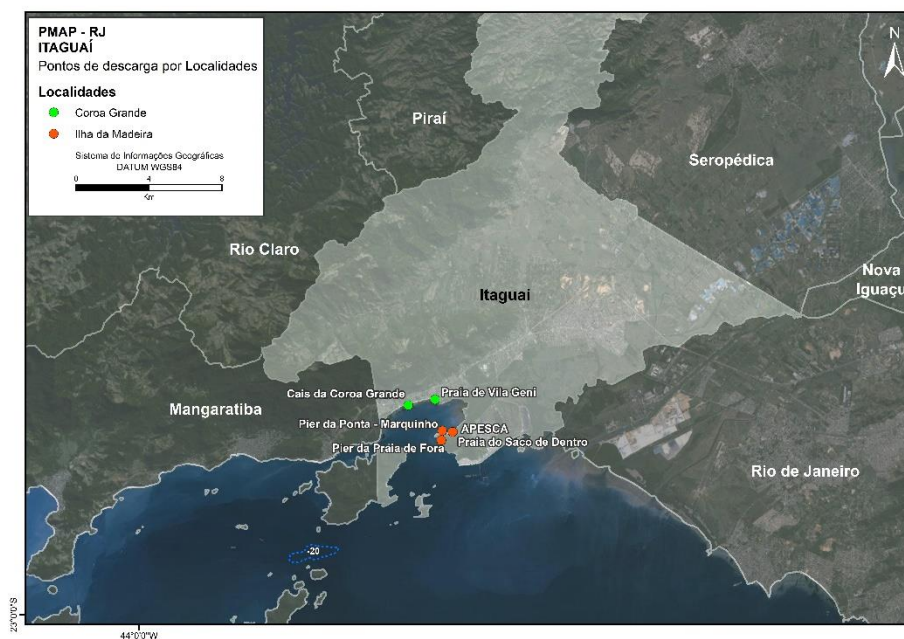 PMAP - RJ
ITAGUAÍ
Pontos de descarga por Localidades
Localidades
Coroa Grande
Ilha da Madeira
Sistema de Informações Geográficas
DATUM WGS84
0 4 8
Km
N
Piraí
Seropédica
Rio Claro
Nova
Iguaçu
Itaguaí
Cais da Coroa Grande
Praia de Vila Geni
Mangaratiba
Pier da Ponta - Marquinho
APESCA
Praia do Saco de Dentro
Pier da Praia de Fora
Rio de Janeiro
-20
23°0'0"S
44°0'0"W